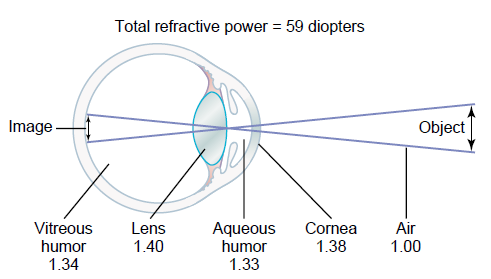 Total refractive power = 59 diopters
Image
Object
Vitreous humor 1.34
Lens 1.40
Aqueous humor 1.33
Cornea 1.38
Air 1.00